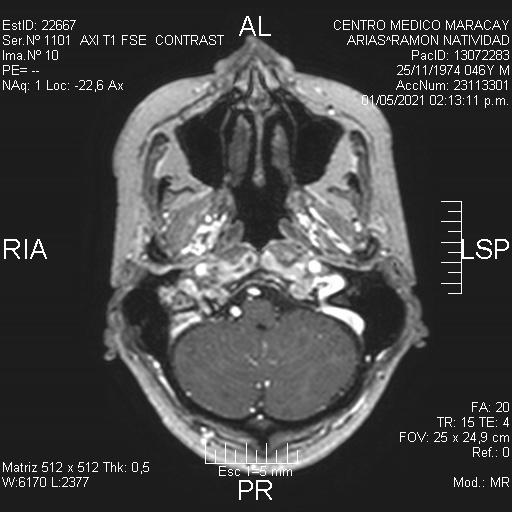 EstID: 22667
Ser.Nº 1101 AXI T1 FSE CONTRAST
Ima.Nº 10
PE= --
NAq: 1 Loc: -22,6 Ax
AL
CENTRO MEDICO MARACAY
ARIAS^RAMON NATIVIDAD
PacID: 13072283
25/11/1974 046Y M
AccNum: 23113301
01/05/2021 02:13:11 p.m.
RIA
LSP
FA: 20
TR: 15 TE: 4
FOV: 25 x 24,9 cm
Ref.: 0
Matriz 512 x 512 Thk: 0,5
W:6170 L:2377
Esc 1=5 mm
PR
Mod.: MR